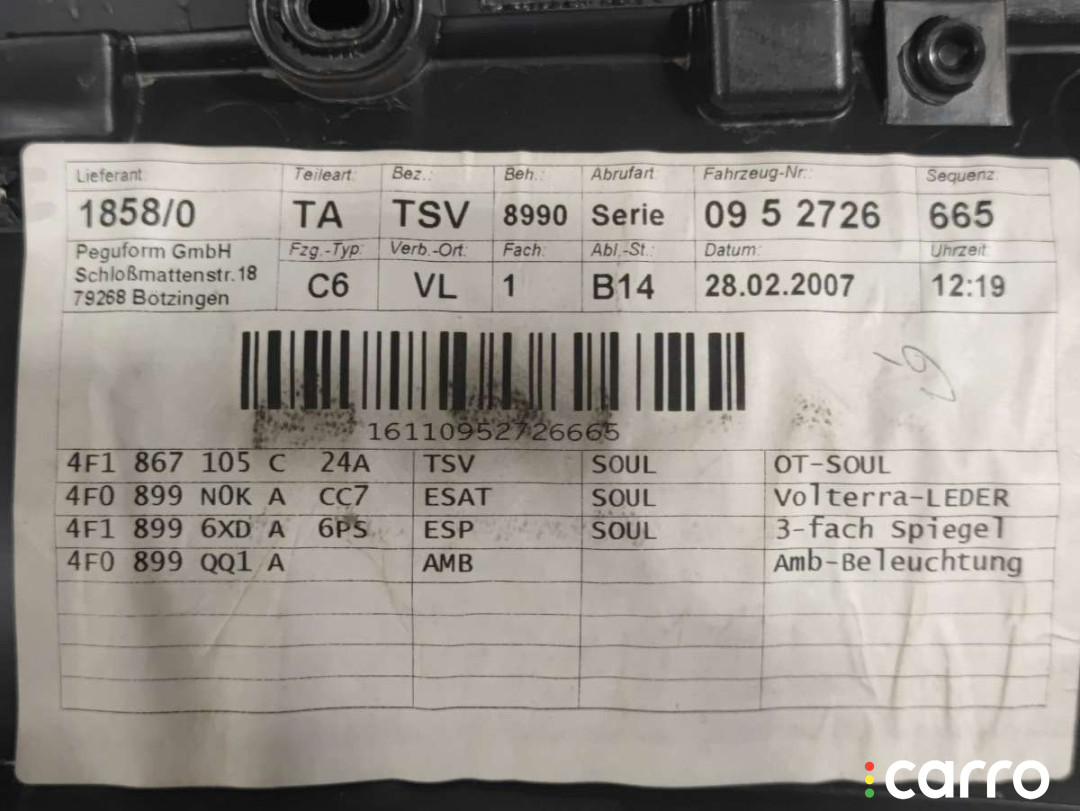 Lieferant: Teileart: Bez.: Beh.: Abrufart Fahrzeug-Nr.: Sequenz
1858/0 TA TSV 8990 Serie 09 5 2726 665
Peguform GmbH Fzg.-Typ: Verb.-Ort: Fach: Abl.-St.: Datum: Uhrzeit
Schloßmattenstr.18
79268 Bötzingen C6 VL 1 B14 28.02.2007 12:19
16110952726665
4F1 867 105 C 24A TSV SOUL OT-SOUL
4F0 899 N0K A CC7 ESAT SOUL Volterra-LEDER
4F1 899 6XD A 6PS ESP SOUL 3-fach Spiegel
4F0 899 QQ1 A AMB Amb-Beleuchtung
carro